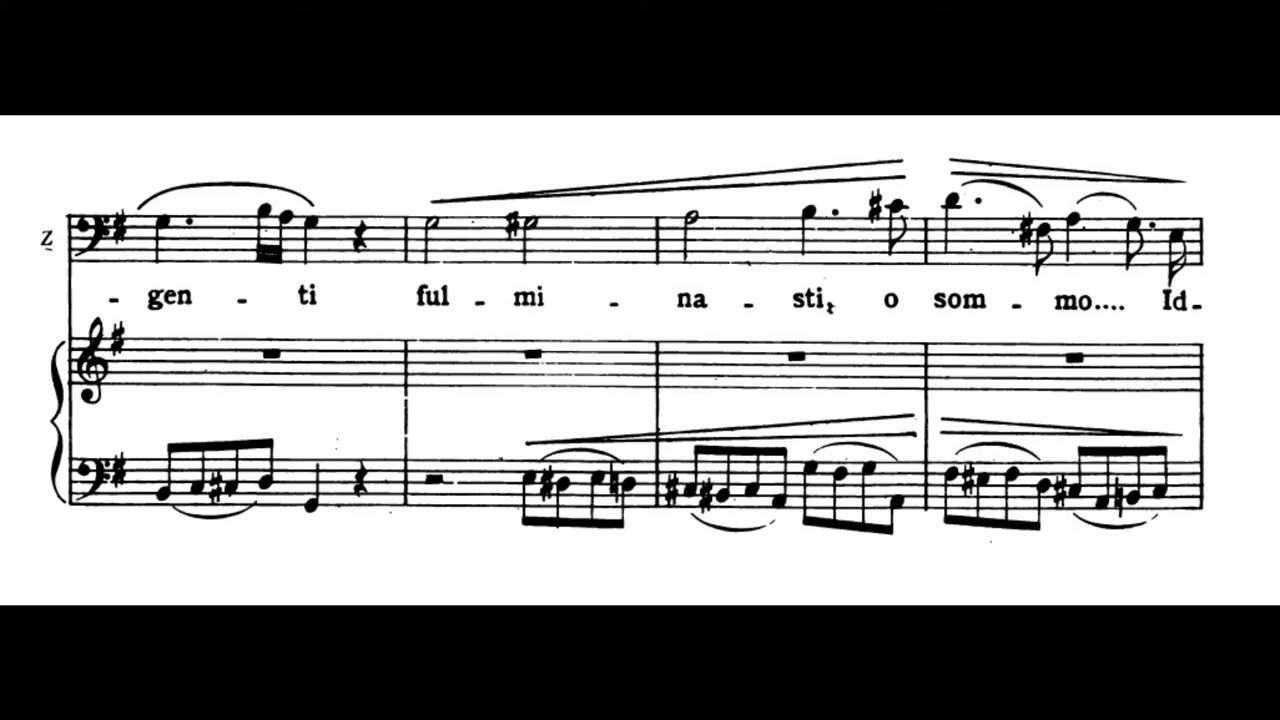 Z
- gen - ti ful - mi - na - sti, o som - mo.... Id-